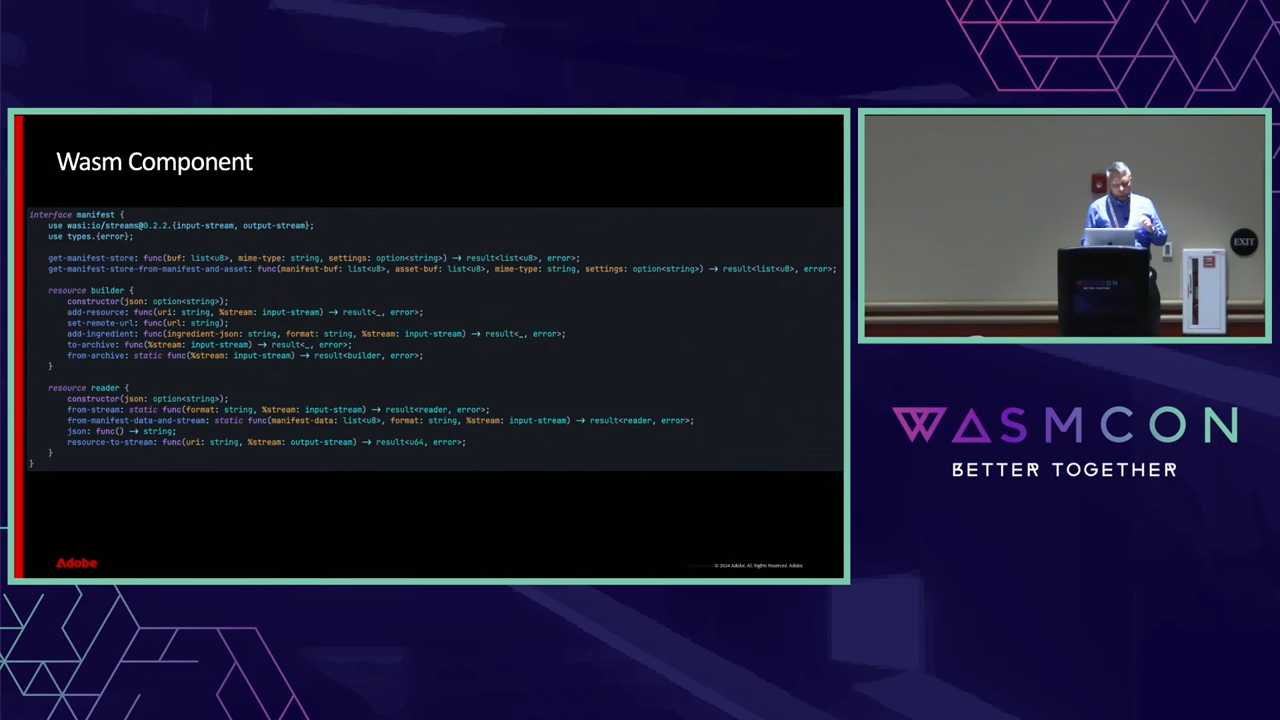 Wasm Component
interface manifest {
use wasi:io/streams@0.2.2.{input-stream, output-stream};
use types.{error};
get-manifest-store: func(buf: list<u8>, mime-type: string, settings: option<string>) → result<list<u8>, error>;
get-manifest-store-from-manifest-and-asset: func(manifest-buf: list<u8>, asset-buf: list<u8>, mime-type: string, settings: option<string>) → result<list<u8>, error>;
resource builder {
constructor(json: option<string>);
add-resource: func(uri: string, %stream: input-stream) → result<_, error>;
set-remote-url: func(url: string);
add-ingredient: func(ingredient-json: string, format: string, %stream: input-stream) → result<_, error>;
to-archive: func(%stream: input-stream) → result<_, error>;
from-archive: static func(%stream: input-stream) → result<builder, error>;
}
resource reader {
constructor(json: option<string>);
from-stream: static func(format: string, %stream: input-stream) → result<reader, error>;
from-manifest-data-and-stream: static func(manifest-data: list<u8>, format: string, %stream: input-stream) → result<reader, error>;
json: func() → string;
resource-to-stream: func(uri: string, %stream: output-stream) → result<u64, error>;
}
}
Adobe
© 2024 Adobe. All Rights Reserved. Adobe.
EXIT
WASMCON
WASMCON
BETTER TOGETHER